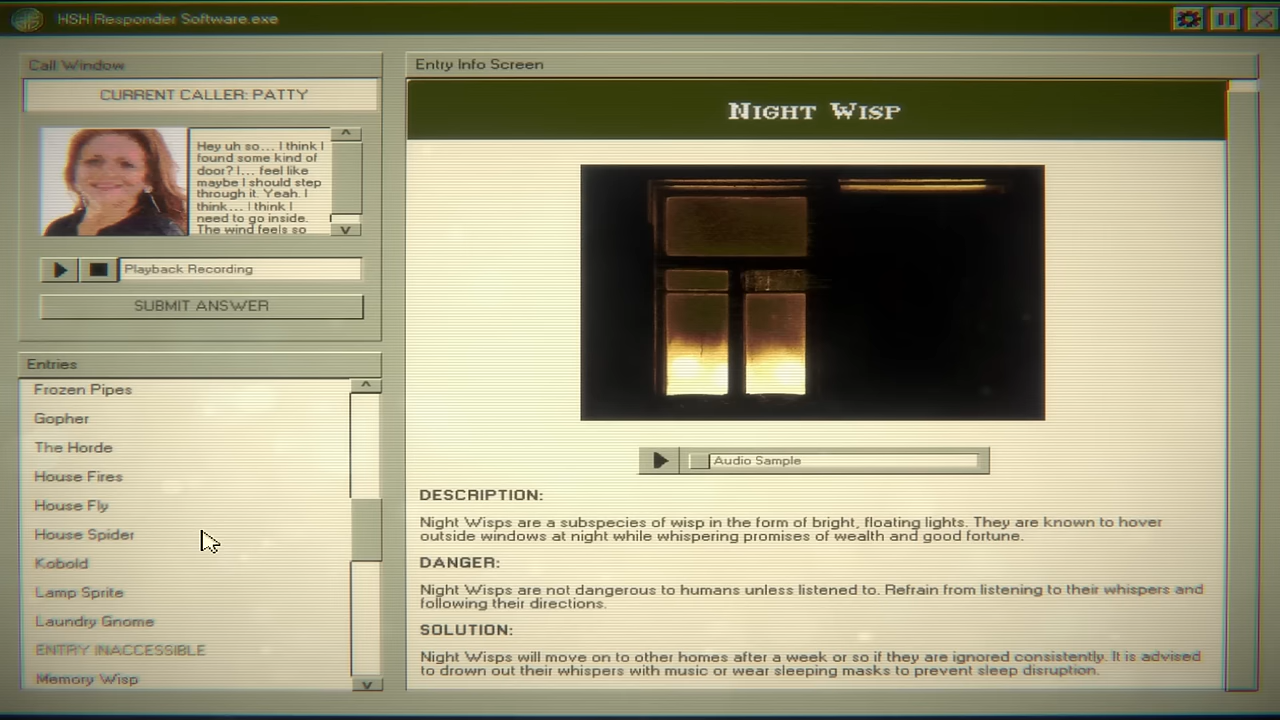 HSH Responder Software.exe
Call Window
CURRENT CALLER: PATTY
Hey uh so... I think I
found some kind of
door? I... feel like
maybe I should step
through it. Yeah. I
think... I think I
need to go inside.
The wind feels so
Playback Recording
SUBMIT ANSWER
Entries
Frozen Pipes
Gopher
The Horde
House Fires
House Fly
House Spider
Kobold
Lamp Sprite
Laundry Gnome
ENTRY INACCESSIBLE
Memory Wisp
Entry Info Screen
Night Wisp
Audio Sample
DESCRIPTION:
Night Wisps are a subspecies of wisp in the form of bright, floating lights. They are known to hover
outside windows at night while whispering promises of wealth and good fortune.
DANGER:
Night Wisps are not dangerous to humans unless listened to. Refrain from listening to their whispers and
following their directions.
SOLUTION:
Night Wisps will move on to other homes after a week or so if they are ignored consistently. It is advised
to drown out their whispers with music or wear sleeping masks to prevent sleep disruption.